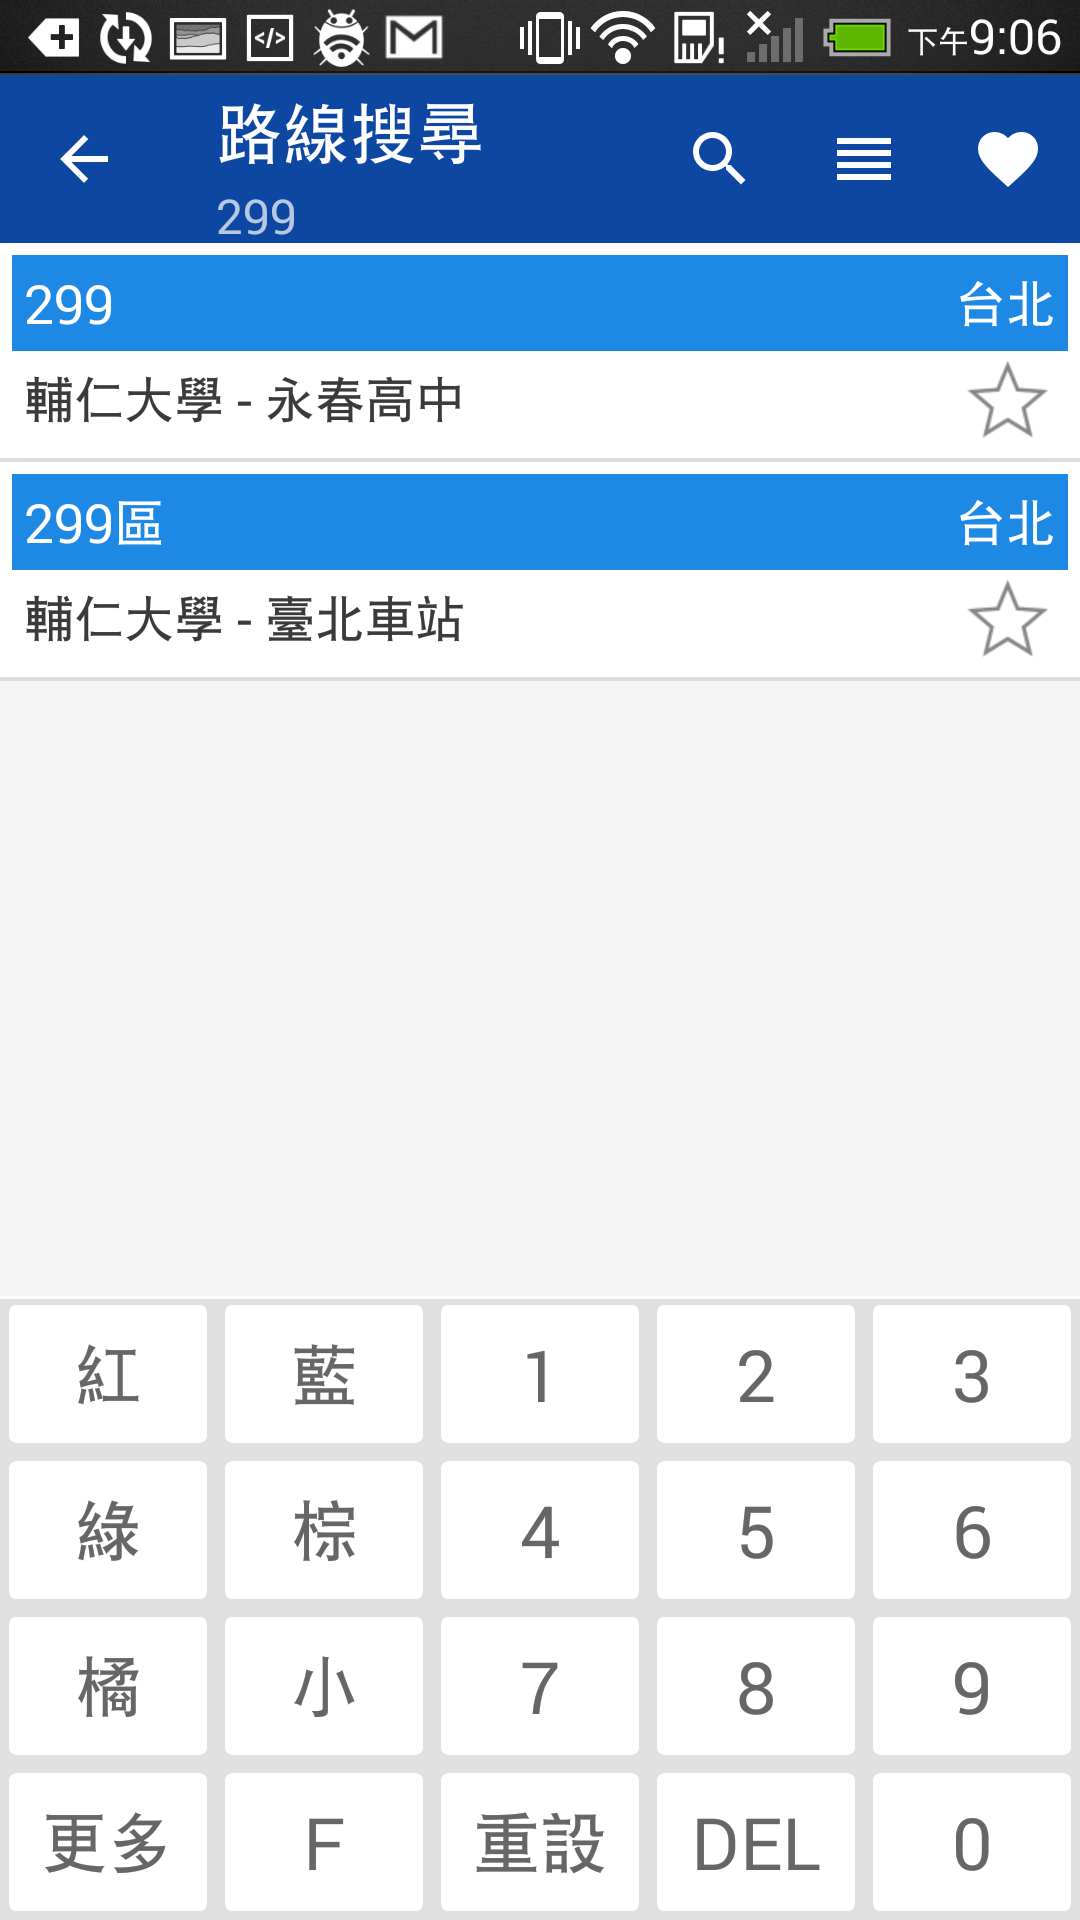 下午9:06
路線搜尋
299
299 台北
輔仁大學 - 永春高中
299區 台北
輔仁大學 - 臺北車站
紅 藍 1 2 3
綠 棕 4 5 6
橘 小 7 8 9
更多 F 重設 DEL 0